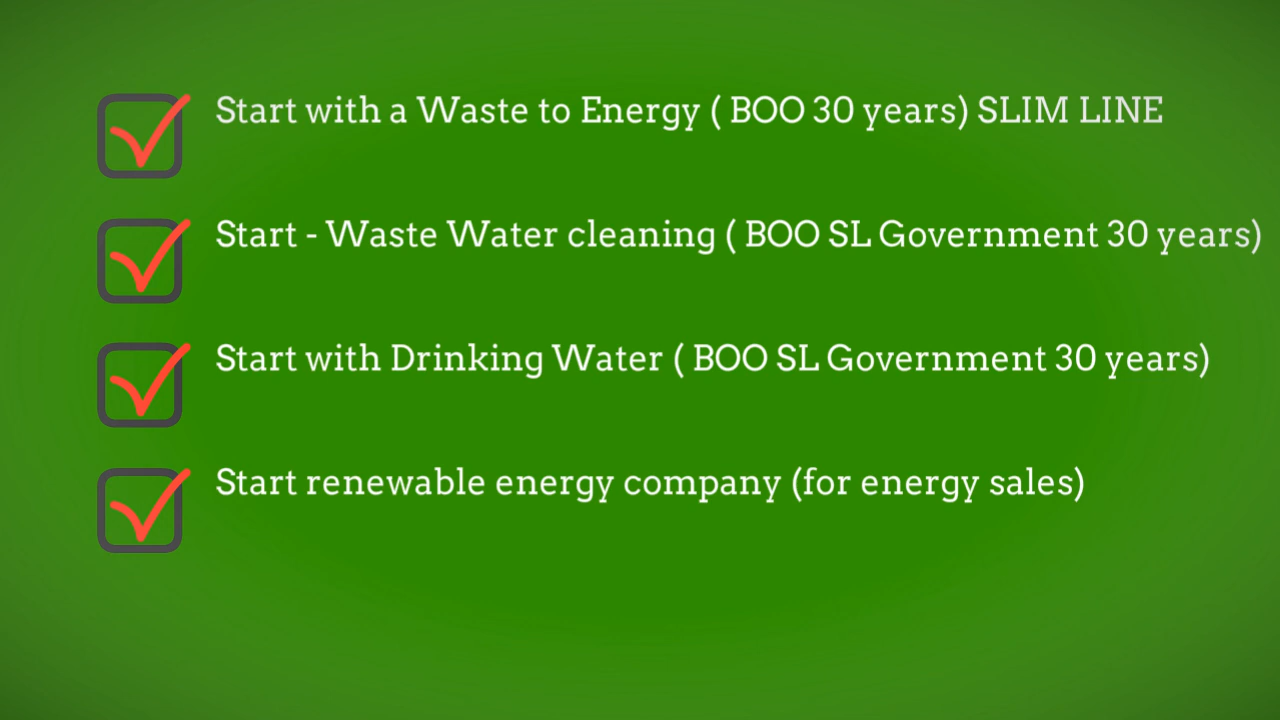 Start with a Waste to Energy ( BOO 30 years) SLIM LINE
Start - Waste Water cleaning ( BOO SL Government 30 years)
Start with Drinking Water ( BOO SL Government 30 years)
Start renewable energy company (for energy sales)